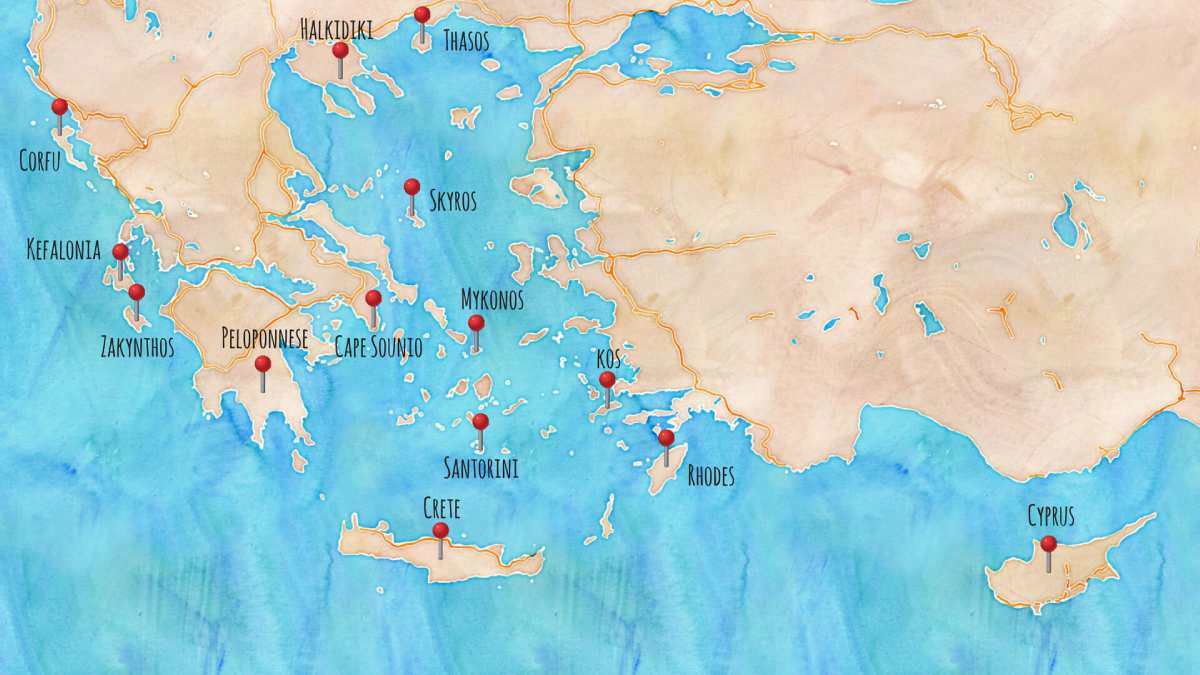 HALKIDIKI
THASOS
CORFU
SKYROS
KEFALONIA
MYKONOS
ZAKYNTHOS
PELOPONNESE
CAPE SOUNIO
KOS
SANTORINI
RHODES
CRETE
CYPRUS